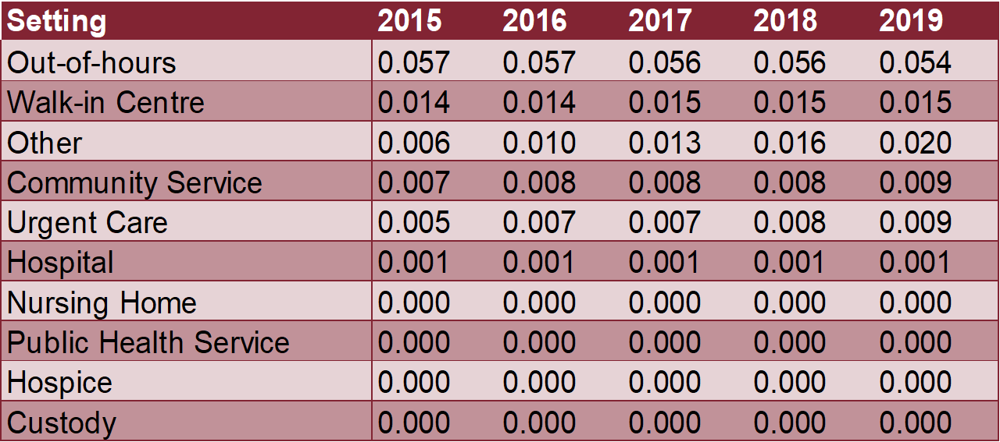 Setting 2015 2016 2017 2018 2019
Out-of-hours 0.057 0.057 0.056 0.056 0.054
Walk-in Centre 0.014 0.014 0.015 0.015 0.015
Other 0.006 0.010 0.013 0.016 0.020
Community Service 0.007 0.008 0.008 0.008 0.009
Urgent Care 0.005 0.007 0.007 0.008 0.009
Hospital 0.001 0.001 0.001 0.001 0.001
Nursing Home 0.000 0.000 0.000 0.000 0.000
Public Health Service 0.000 0.000 0.000 0.000 0.000
Hospice 0.000 0.000 0.000 0.000 0.000
Custody 0.000 0.000 0.000 0.000 0.000